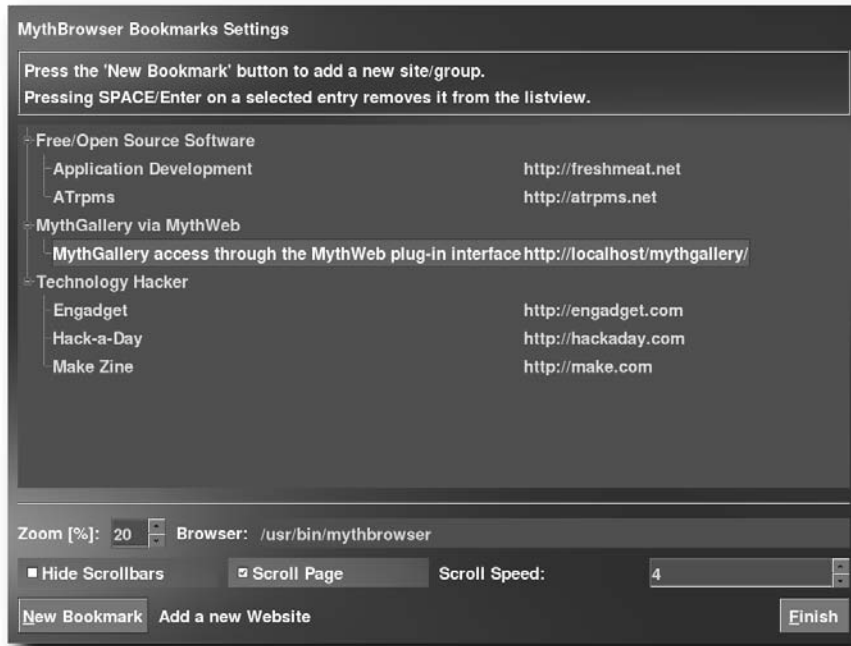 MythBrowser Bookmarks Settings
Press the 'New Bookmark' button to add a new site/group.
Pressing SPACE/Enter on a selected entry removes it from the listview.
Free/Open Source Software
Application Development http://freshmeat.net
ATrpms http://atrpms.net
MythGallery via MythWeb
MythGallery access through the MythWeb plug-in interface http://localhost/mythgallery/
Technology Hacker
Engadget http://engadget.com
Hack-a-Day http://hackaday.com
Make Zine http://make.com
Zoom [%]: 20 Browser: /usr/bin/mythbrowser
Hide Scrollbars Scroll Page Scroll Speed: 4
New Bookmark Add a new Website Finish